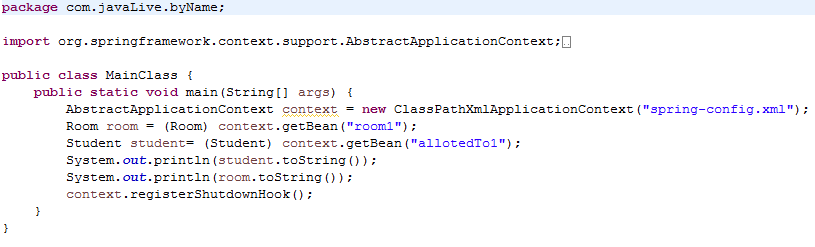 package com.javaLive.byName;
import org.springframework.context.support.AbstractApplicationContext;
public class MainClass {
public static void main(String[] args) {
AbstractApplicationContext context = new ClassPathXmlApplicationContext("spring-config.xml");
Room room = (Room) context.getBean("room1");
Student student= (Student) context.getBean("allotedTo1");
System.out.println(student.toString());
System.out.println(room.toString());
context.registerShutdownHook();
}
}